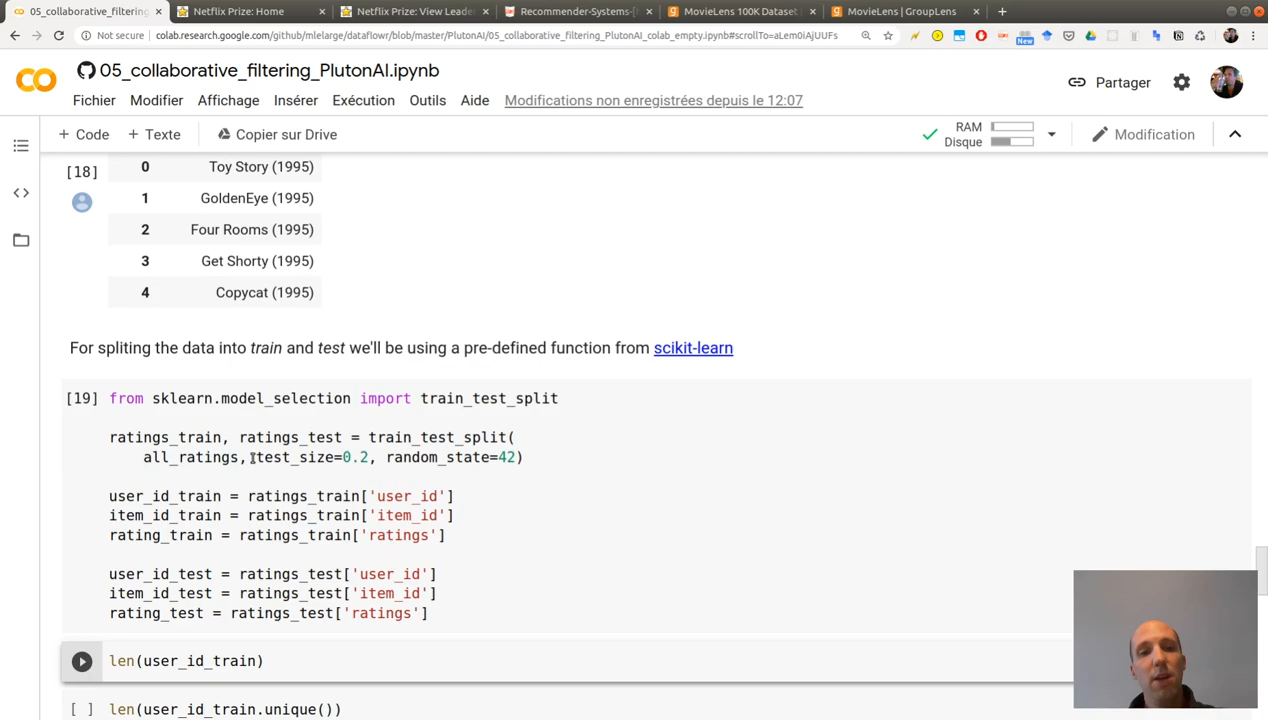 05_collaborative_filtering
Netflix Prize: Home
Netflix Prize: View Leade
Recommender-Systems-[
MovieLens 100K Dataset
MovieLens | GroupLens
Not secure
colab.research.google.com/github/mlelarge/dataflowr/blob/master/PlutonAI/05_collaborative_filtering_PlutonAI_colab_empty.ipynb#scrollTo=aLem0iAjUUFs
New
05_collaborative_filtering_PlutonAI.ipynb
Partager
Fichier Modifier Affichage Insérer Exécution Outils Aide Modifications non enregistrées depuis le 12:07
+ Code + Texte Copier sur Drive
RAM
Disque
Modification
[18]
0 Toy Story (1995)
1 GoldenEye (1995)
2 Four Rooms (1995)
3 Get Shorty (1995)
4 Copycat (1995)
For spliting the data into train and test we'll be using a pre-defined function from scikit-learn
[19] from sklearn.model_selection import train_test_split
ratings_train, ratings_test = train_test_split(
all_ratings, test_size=0.2, random_state=42)
user_id_train = ratings_train['user_id']
item_id_train = ratings_train['item_id']
rating_train = ratings_train['ratings']
user_id_test = ratings_test['user_id']
item_id_test = ratings_test['item_id']
rating_test = ratings_test['ratings']
len(user_id_train)
[ ] len(user_id_train.unique())